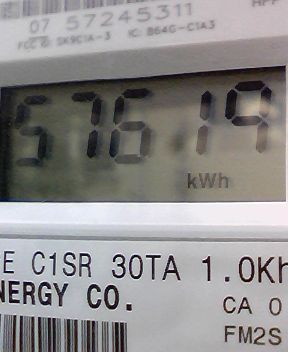 07 57245311
FCC ID: SK9C1A-3 IC: 864G-C1A3
57619
kWh
E C1SR 30TA 1.0Kh
NERGY CO.
CA 0
FM2S